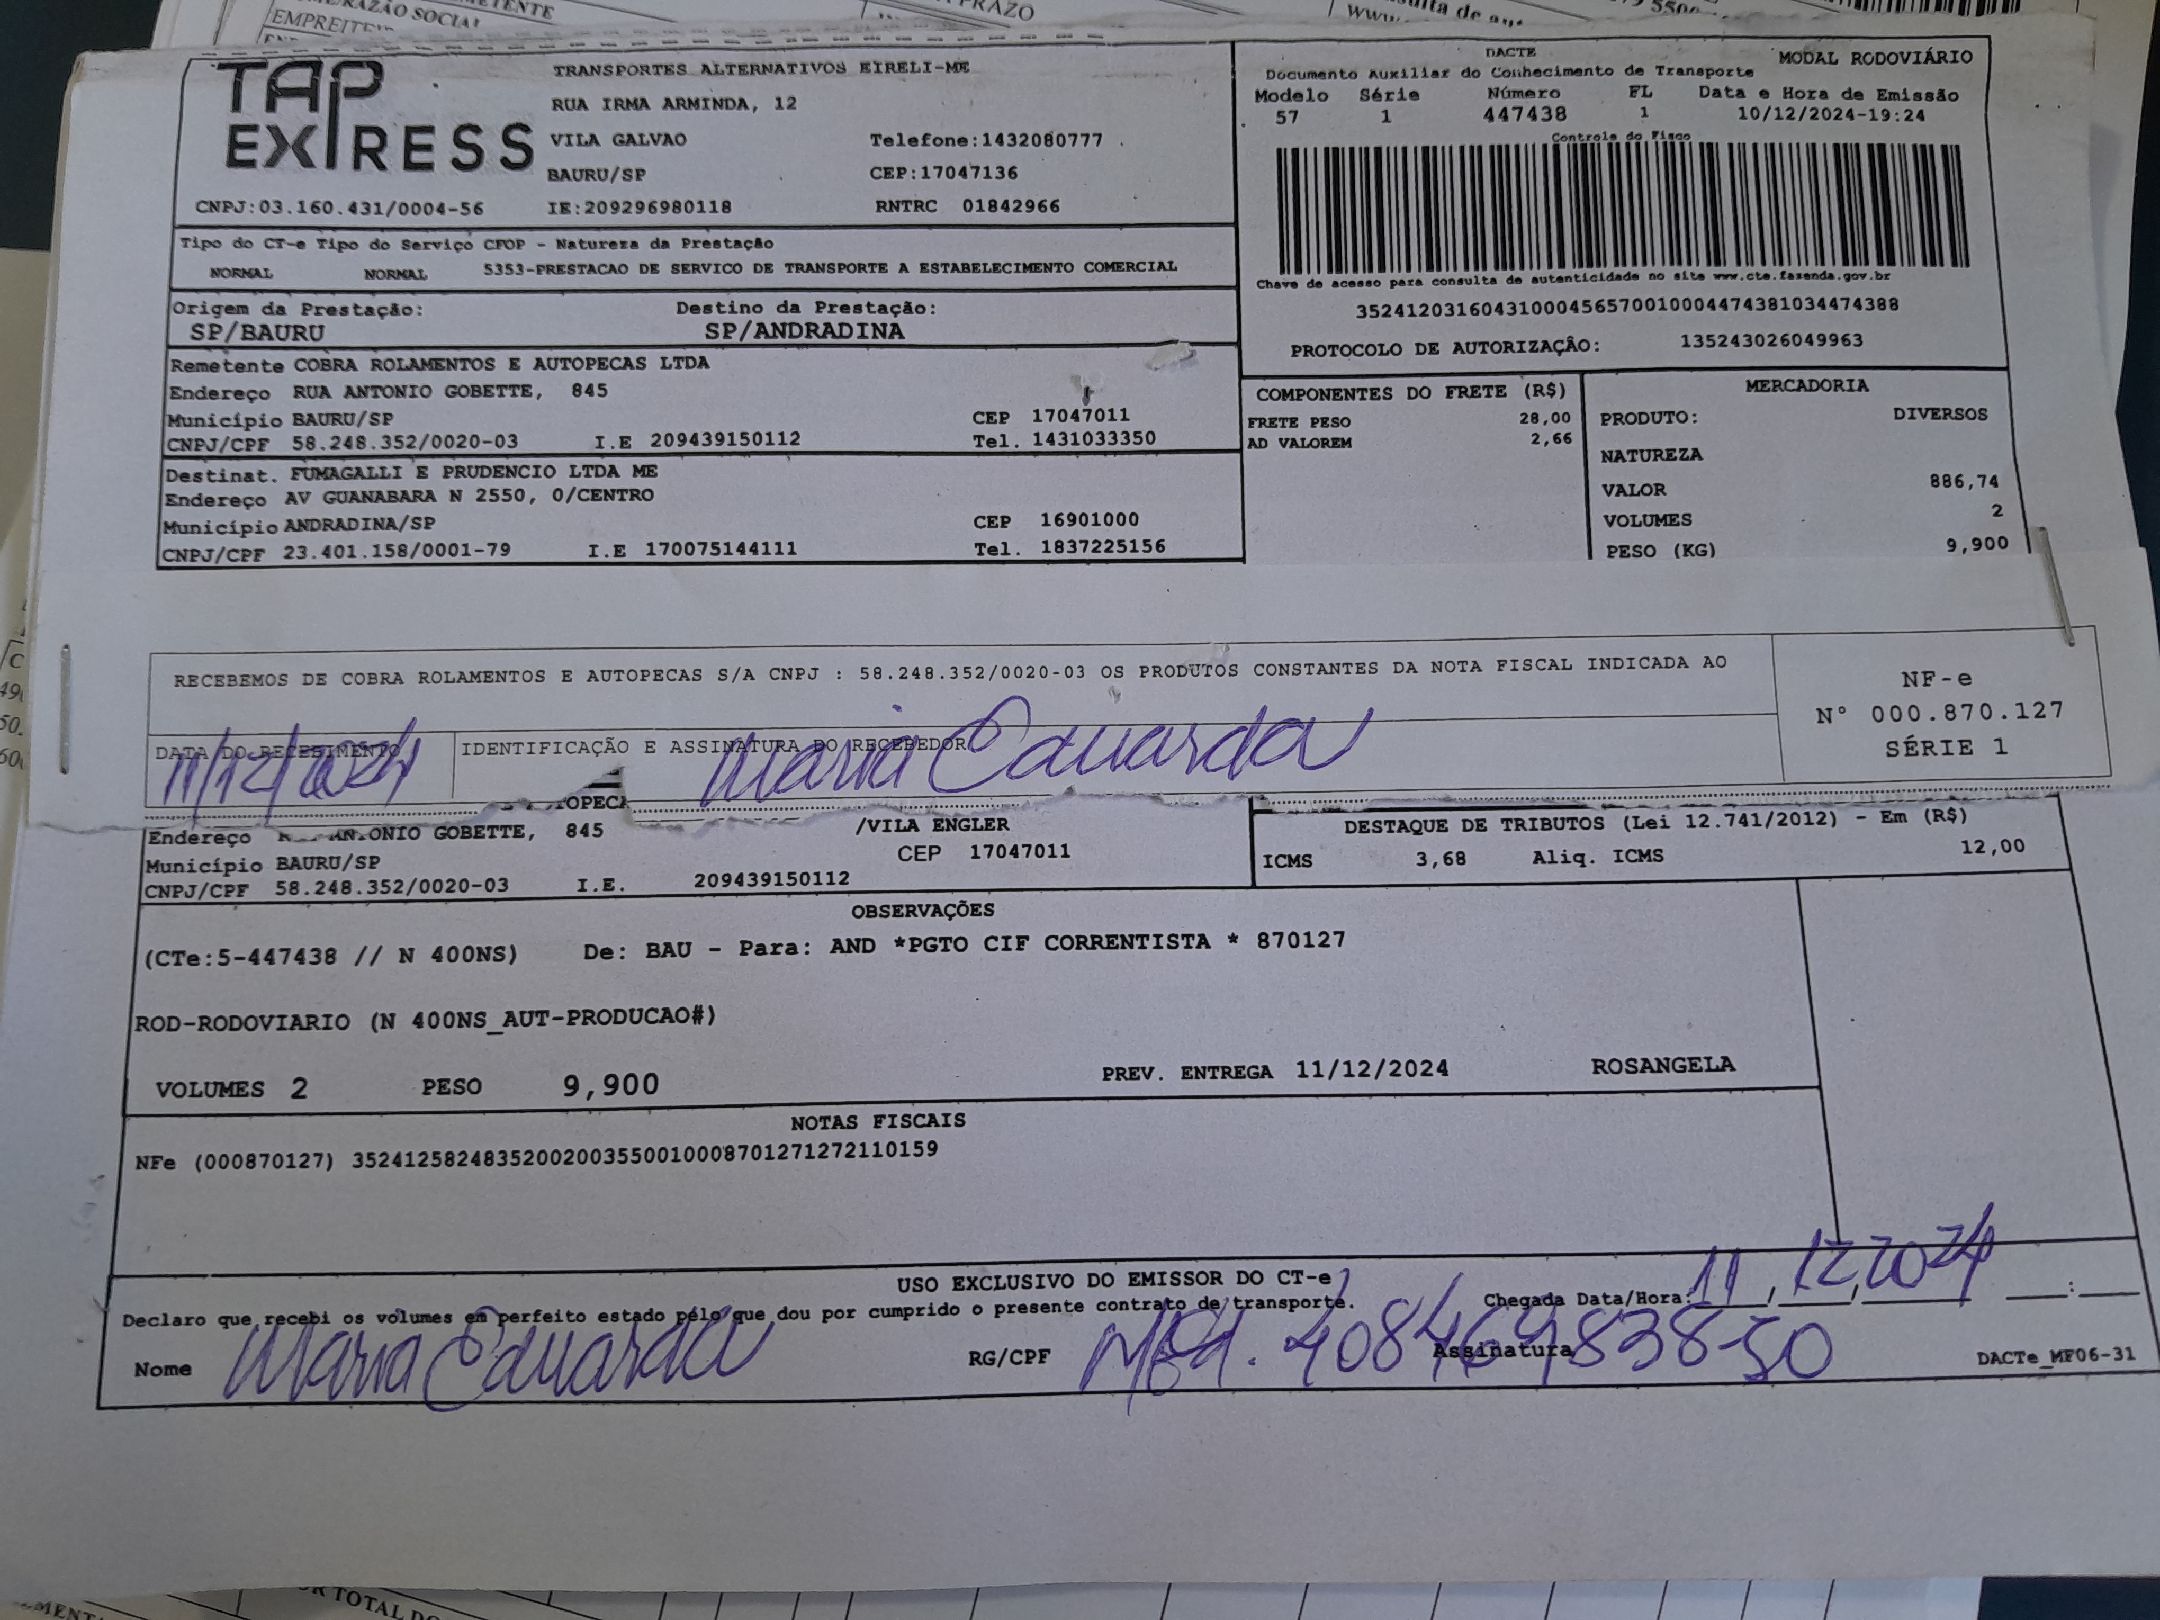 EMPREITE
PRAZO
TAP
EXPRESS
TRANSPORTES ALTERNATIVOS EIRELI-ME
RUA IRMA ARMINDA, 12
VILA GALVAO Telefone:1432080777
BAURU/SP CEP:17047136
CNPJ:03.160.431/0004-56 IE:209296980118 RNTRC 01842966
DACTE MODAL RODOVIÁRIO
Documento Auxiliar do Conhecimento de Transporte
Modelo Série Número FL Data e Hora de Emissão
57 1 447438 1 10/12/2024-19:24
Controle do Fisco
Chave de acesso para consulta de autenticidade no site www.cte.fazenda.gov.br
35241203160431000456570010004474381034474388
PROTOCOLO DE AUTORIZAÇÃO: 135243026049963
Tipo do CT-e Tipo do Serviço CFOP - Natureza da Prestação
NORMAL NORMAL 5353-PRESTACAO DE SERVICO DE TRANSPORTE A ESTABELECIMENTO COMERCIAL
Origem da Prestação: Destino da Prestação:
SP/BAURU SP/ANDRADINA
Remetente COBRA ROLAMENTOS E AUTOPECAS LTDA
Endereço RUA ANTONIO GOBETTE, 845
Município BAURU/SP CEP 17047011
CNPJ/CPF 58.248.352/0020-03 I.E 209439150112 Tel. 1431033350
Destinat. FUMAGALLI E PRUDENCIO LTDA ME
Endereço AV GUANABARA N 2550, 0/CENTRO
Município ANDRADINA/SP CEP 16901000
CNPJ/CPF 23.401.158/0001-79 I.E 170075144111 Tel. 1837225156
COMPONENTES DO FRETE (R$)
FRETE PESO 28,00
AD VALOREM 2,66
MERCADORIA
PRODUTO: DIVERSOS
NATUREZA
VALOR 886,74
VOLUMES 2
PESO (KG) 9,900
RECEBEMOS DE COBRA ROLAMENTOS E AUTOPECAS S/A CNPJ : 58.248.352/0020-03 OS PRODUTOS CONSTANTES DA NOTA FISCAL INDICADA AO
NF-e
Nº 000.870.127
SÉRIE 1
DATA DO RECEBIMENTO IDENTIFICAÇÃO E ASSINATURA DO RECEBEDOR
11/12/2024 Maria Eduarda
Endereço ANTONIO GOBETTE, 845 /VILA ENGLER
Município BAURU/SP CEP 17047011
CNPJ/CPF 58.248.352/0020-03 I.E. 209439150112
DESTAQUE DE TRIBUTOS (Lei 12.741/2012) - Em (R$)
ICMS 3,68 Aliq. ICMS 12,00
OBSERVAÇÕES
(CTe:5-447438 // N 400NS) De: BAU - Para: AND *PGTO CIF CORRENTISTA * 870127
ROD-RODOVIARIO (N 400NS_AUT-PRODUCAO#)
VOLUMES 2 PESO 9,900 PREV. ENTREGA 11/12/2024 ROSANGELA
NOTAS FISCAIS
NFe (000870127) 35241258248352002003550010008701271272110159
USO EXCLUSIVO DO EMISSOR DO CT-e
Declaro que recebi os volumes em perfeito estado pelo que dou por cumprido o presente contrato de transporte. Chegada Data/Hora: 11, 12, 2024 :
Nome Maria Eduarda RG/CPF 408469838-50 Assinatura DACTe_MF06-31